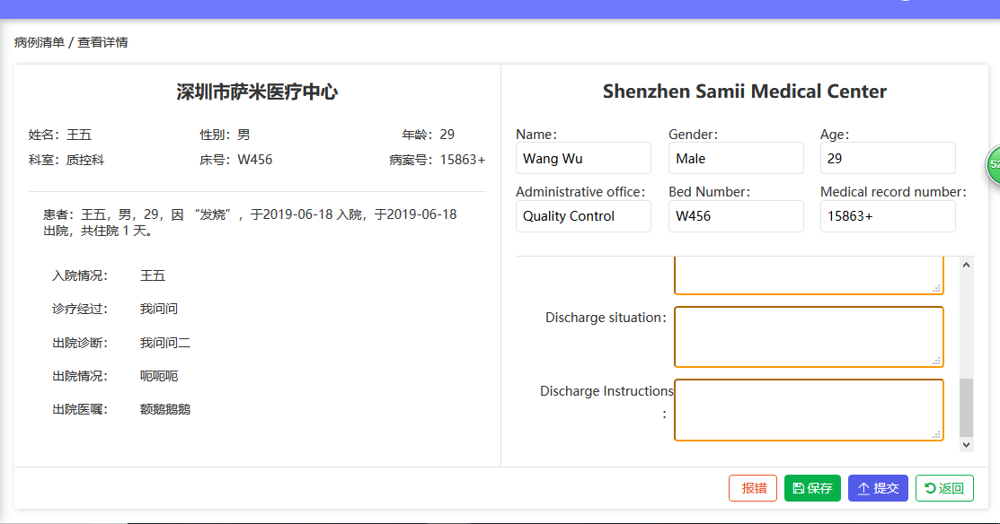 病例清单 / 查看详情
深圳市萨米医疗中心
姓名：王五 性别：男 年龄：29
科室：质控科 床号：W456 病案号：15863+
患者：王五，男，29，因 “发烧” ，于2019-06-18 入院，于2019-06-18
出院，共住院 1 天。
入院情况： 王五
诊疗经过： 我问问
出院诊断： 我问问二
出院情况： 呃呃呃
出院医嘱： 额鹅鹅鹅
Shenzhen Samii Medical Center
Name： Gender： Age：
Wang Wu Male 29
Administrative office： Bed Number： Medical record number：
Quality Control W456 15863+
Discharge situation：
Discharge Instructions
：
报错 保存 提交 返回
52